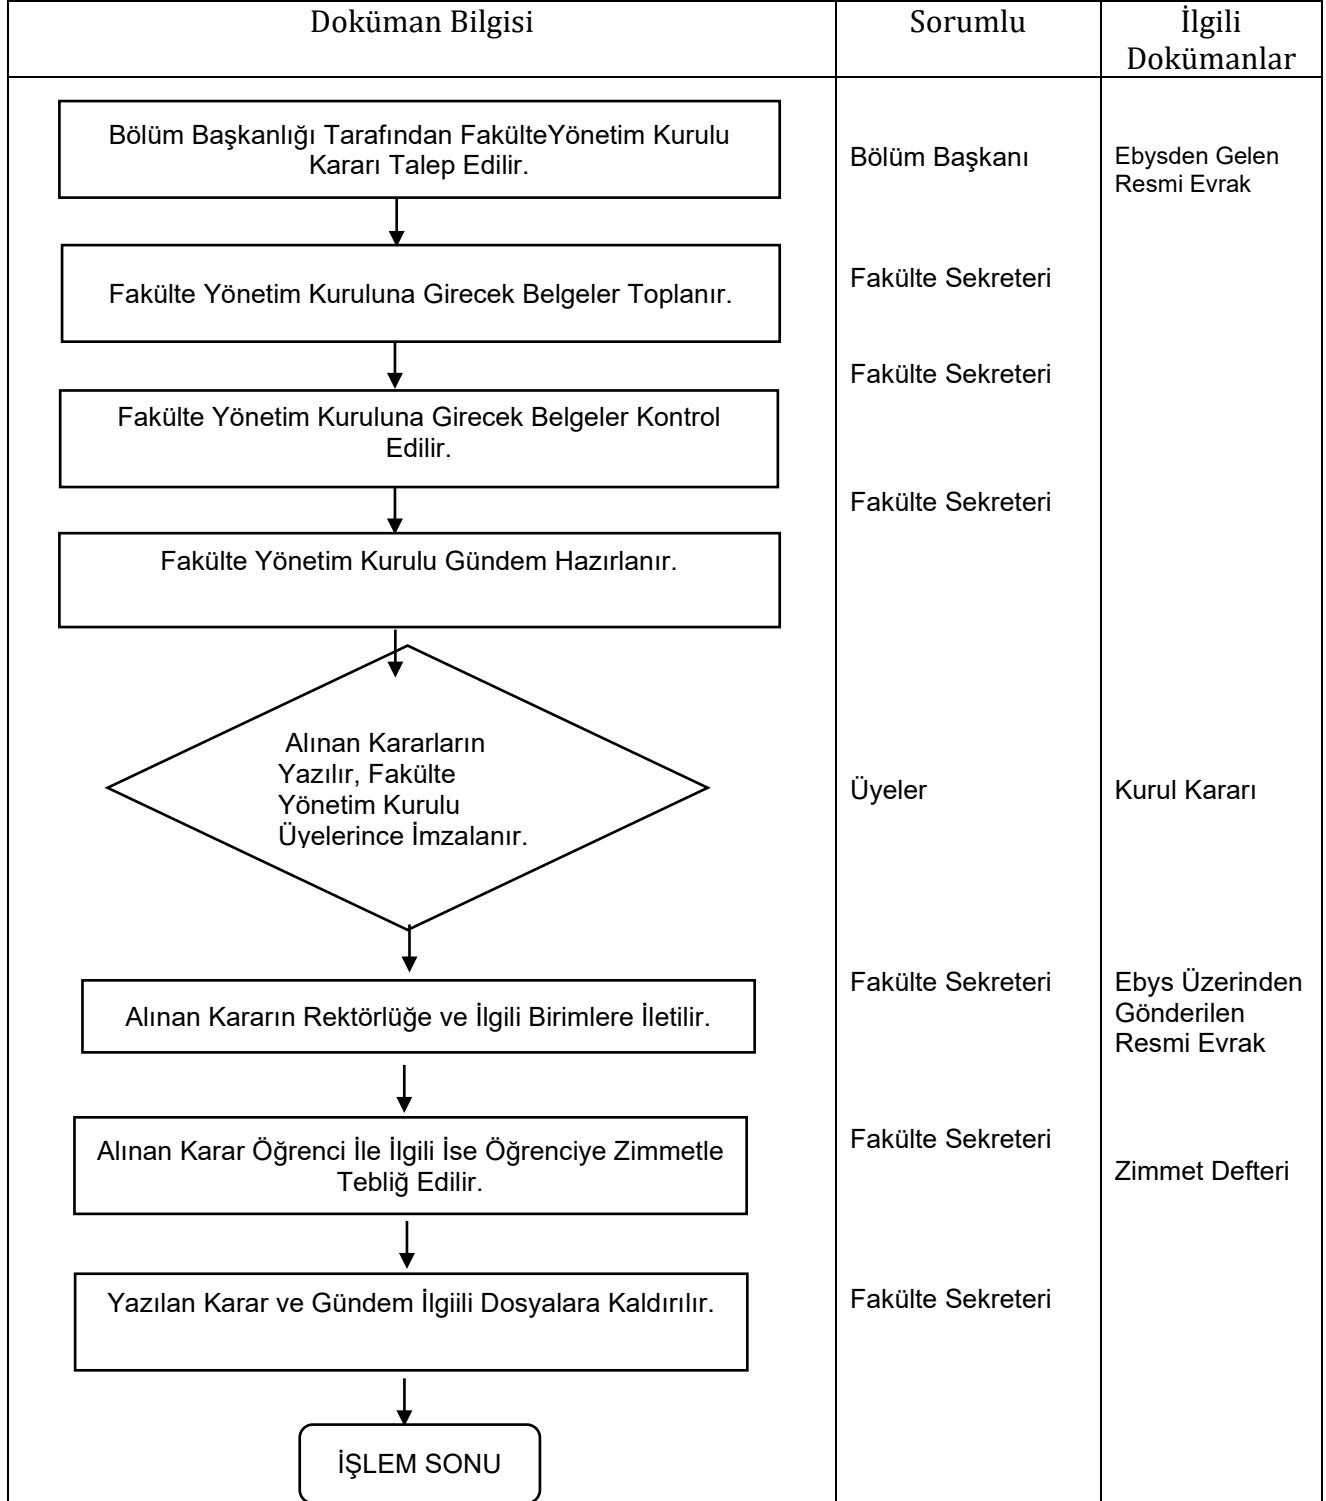 Doküman Bilgisi
Sorumlu
İlgili
Dokümanlar
Bölüm Başkanlığı Tarafından FakülteYönetim Kurulu
Kararı Talep Edilir.
Bölüm Başkanı
Ebysden Gelen
Resmi Evrak
Fakülte Yönetim Kuruluna Girecek Belgeler Toplanır.
Fakülte Sekreteri
Fakülte Yönetim Kuruluna Girecek Belgeler Kontrol
Edilir.
Fakülte Sekreteri
Fakülte Yönetim Kurulu Gündem Hazırlanır.
Fakülte Sekreteri
Alınan Kararların
Yazılır, Fakülte
Yönetim Kurulu
Üyelerince İmzalanır.
Üyeler
Kurul Kararı
Alınan Kararın Rektörlüğe ve İlgili Birimlere İletilir.
Fakülte Sekreteri
Ebys Üzerinden
Gönderilen
Resmi Evrak
Alınan Karar Öğrenci İle İlgili İse Öğrenciye Zimmetle
Tebliğ Edilir.
Fakülte Sekreteri
Zimmet Defteri
Yazılan Karar ve Gündem İlgiili Dosyalara Kaldırılır.
Fakülte Sekreteri
İŞLEM SONU